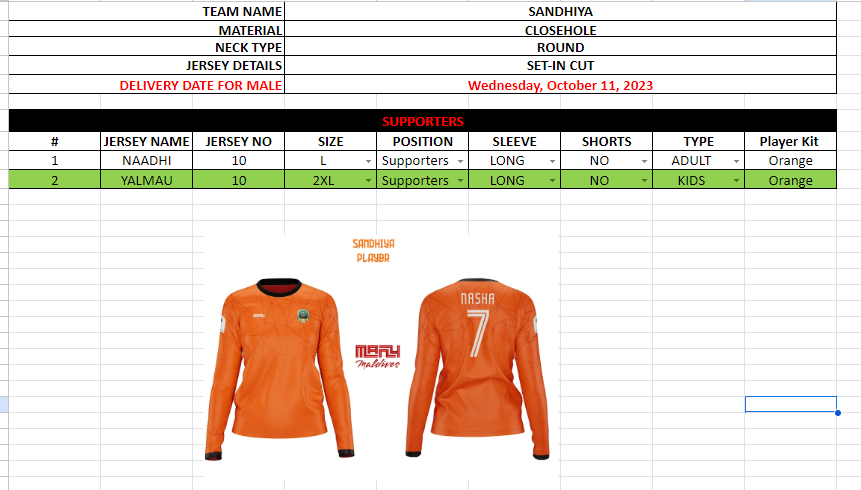 TEAM NAME SANDHIYA
MATERIAL CLOSEHOLE
NECK TYPE ROUND
JERSEY DETAILS SET-IN CUT
DELIVERY DATE FOR MALE Wednesday, October 11, 2023
SUPPORTERS
# JERSEY NAME JERSEY NO SIZE POSITION SLEEVE SHORTS TYPE Player Kit
1 NAADHI 10 L Supporters LONG NO ADULT Orange
2 YALMAU 10 2XL Supporters LONG NO KIDS Orange
SANDHIYA
PLAYER
NASHA
7
Maldives